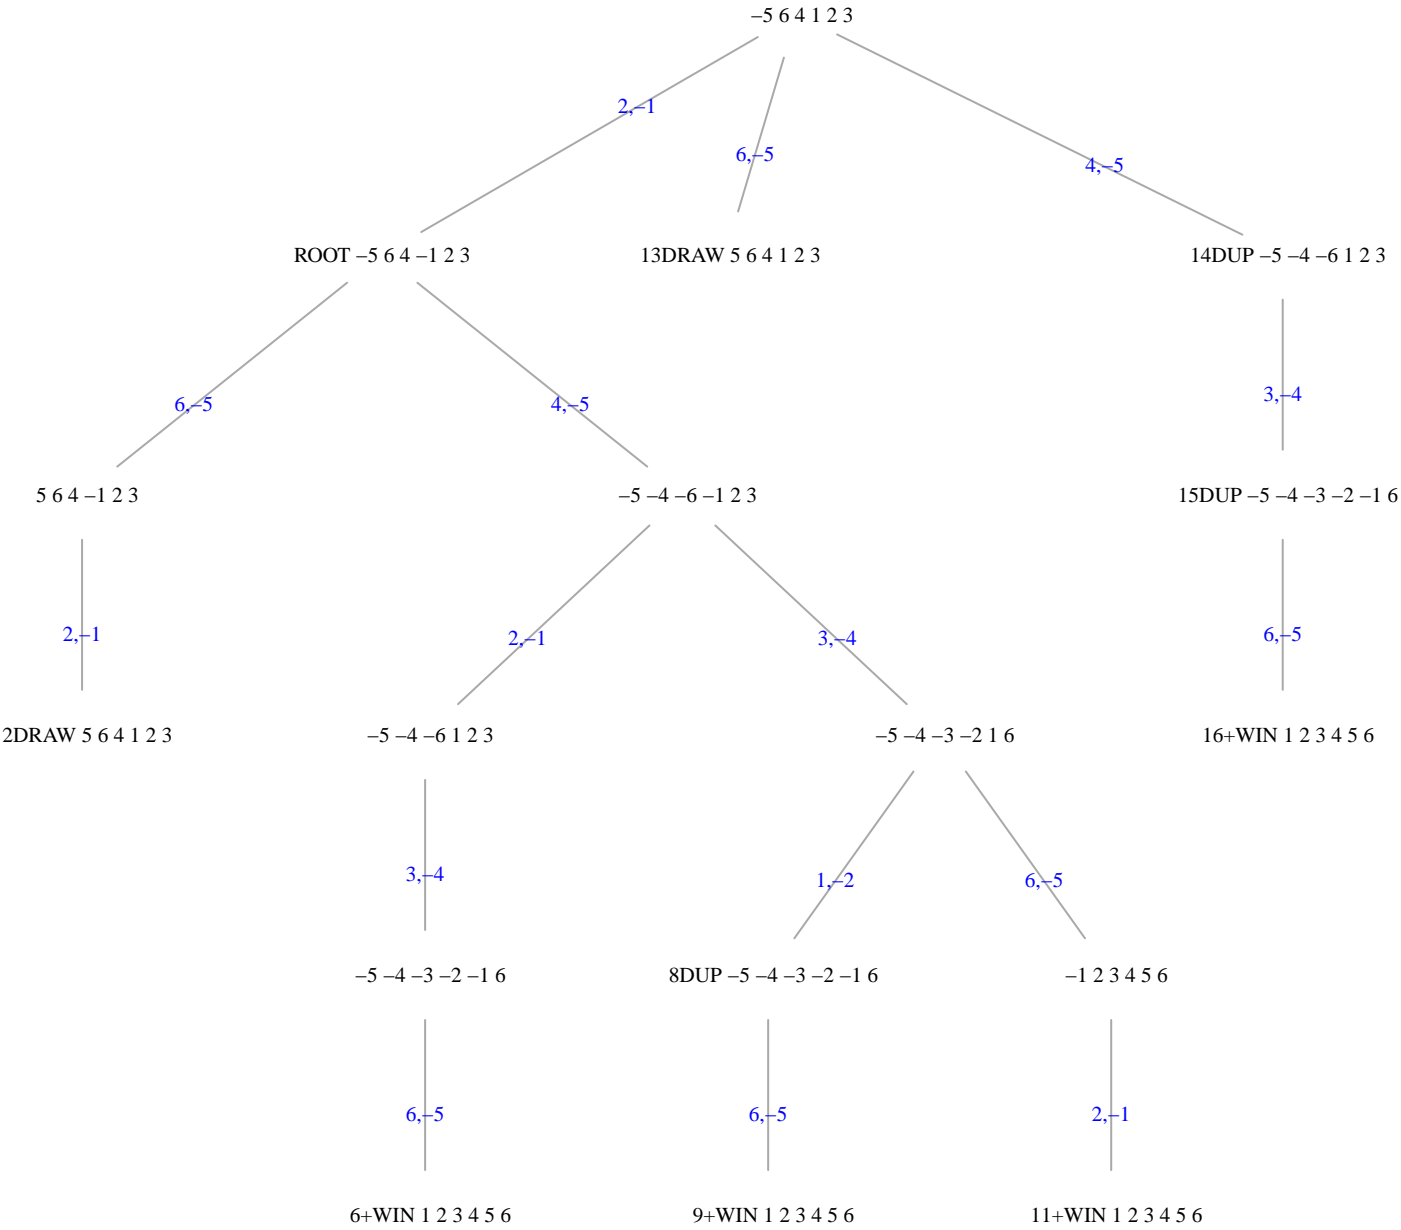 –5 6 4 1 2 3
2,–1
6,–5
4,–5
ROOT –5 6 4 –1 2 3
13DRAW 5 6 4 1 2 3
14DUP –5 –4 –6 1 2 3
6,–5
4,–5
3,–4
5 6 4 –1 2 3
–5 –4 –6 –1 2 3
15DUP –5 –4 –3 –2 –1 6
2,–1
2,–1
3,–4
6,–5
2DRAW 5 6 4 1 2 3
–5 –4 –6 1 2 3
–5 –4 –3 –2 1 6
16+WIN 1 2 3 4 5 6
3,–4
1,–2
6,–5
–5 –4 –3 –2 –1 6
8DUP –5 –4 –3 –2 –1 6
–1 2 3 4 5 6
6,–5
6,–5
2,–1
6+WIN 1 2 3 4 5 6
9+WIN 1 2 3 4 5 6
11+WIN 1 2 3 4 5 6